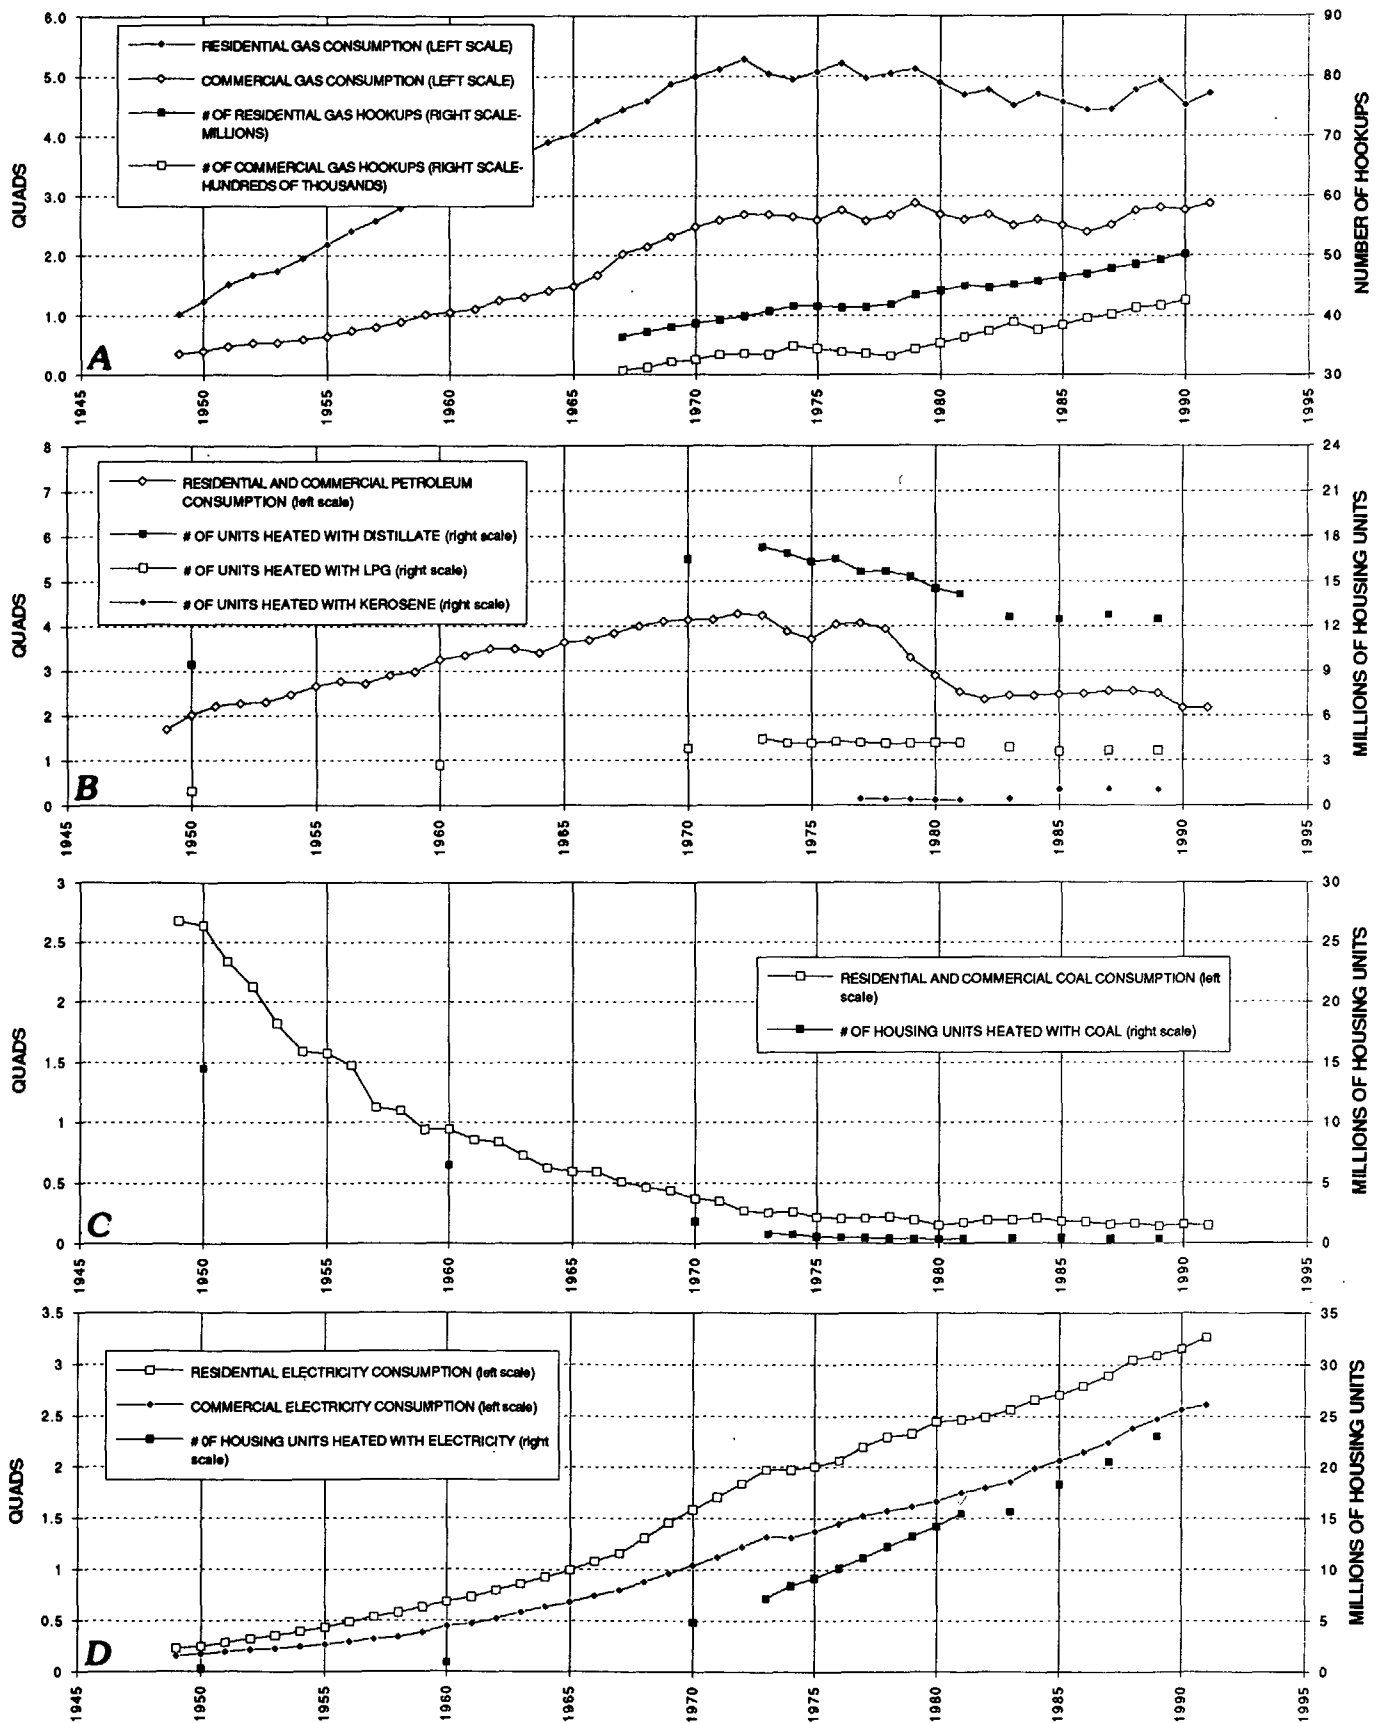 6.0
5.0
4.0
3.0
2.0
1.0
0.0
QUADS
RESIDENTIAL GAS CONSUMPTION (LEFT SCALE)
COMMERCIAL GAS CONSUMPTION (LEFT SCALE)
# OF RESIDENTIAL GAS HOOKUPS (RIGHT SCALE-
MILLIONS)
# OF COMMERCIAL GAS HOOKUPS (RIGHT SCALE-
HUNDREDS OF THOUSANDS)
A
90
80
70
60
50
40
30
NUMBER OF HOOKUPS
1945 1950 1955 1960 1965 1970 1975 1980 1985 1990 1995
8
7
6
5
4
3
2
1
0
QUADS
RESIDENTIAL AND COMMERCIAL PETROLEUM
CONSUMPTION (left scale)
# OF UNITS HEATED WITH DISTILLATE (right scale)
# OF UNITS HEATED WITH LPG (right scale)
# OF UNITS HEATED WITH KEROSENE (right scale)
B
24
21
18
15
12
9
6
3
0
MILLIONS OF HOUSING UNITS
1945 1950 1955 1960 1965 1970 1975 1980 1985 1990 1995
3
2.5
2
1.5
1
0.5
0
QUADS
RESIDENTIAL AND COMMERCIAL COAL CONSUMPTION (left
scale)
# OF HOUSING UNITS HEATED WITH COAL (right scale)
C
30
25
20
15
10
5
0
MILLIONS OF HOUSING UNITS
1945 1950 1955 1960 1965 1970 1975 1980 1985 1990 1995
3.5
3
2.5
2
1.5
1
0.5
0
QUADS
RESIDENTIAL ELECTRICITY CONSUMPTION (left scale)
COMMERCIAL ELECTRICITY CONSUMPTION (left scale)
# OF HOUSING UNITS HEATED WITH ELECTRICITY (right
scale)
D
35
30
25
20
15
10
5
0
MILLIONS OF HOUSING UNITS
1945 1950 1955 1960 1965 1970 1975 1980 1985 1990 1995